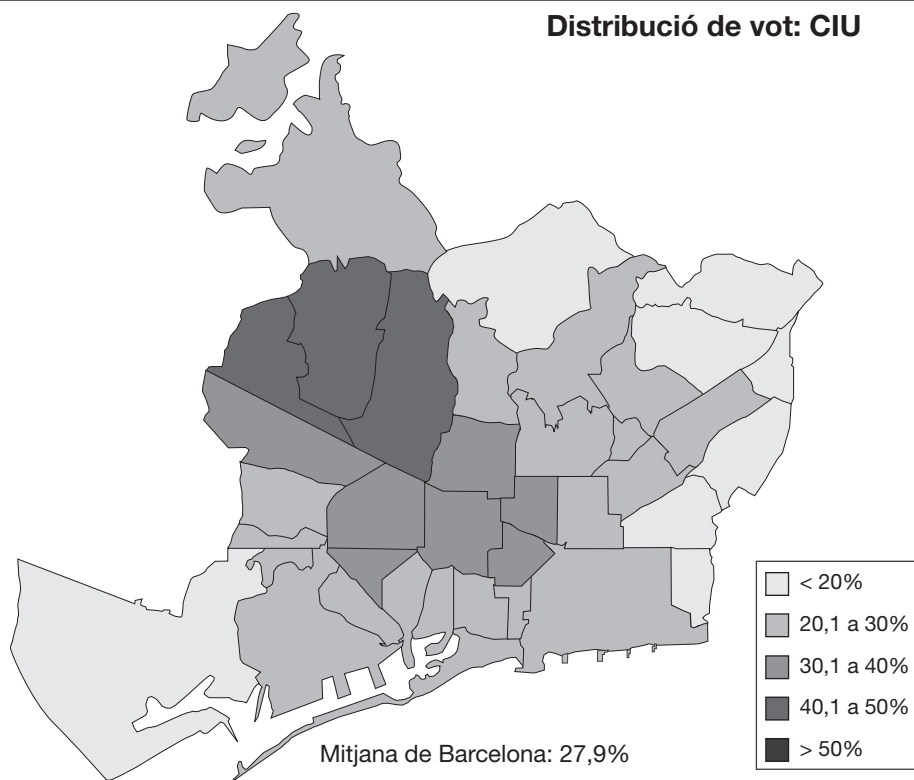 Distribució de vot: CIU
< 20%
20,1 a 30%
30,1 a 40%
40,1 a 50%
> 50%
Mitjana de Barcelona: 27,9%